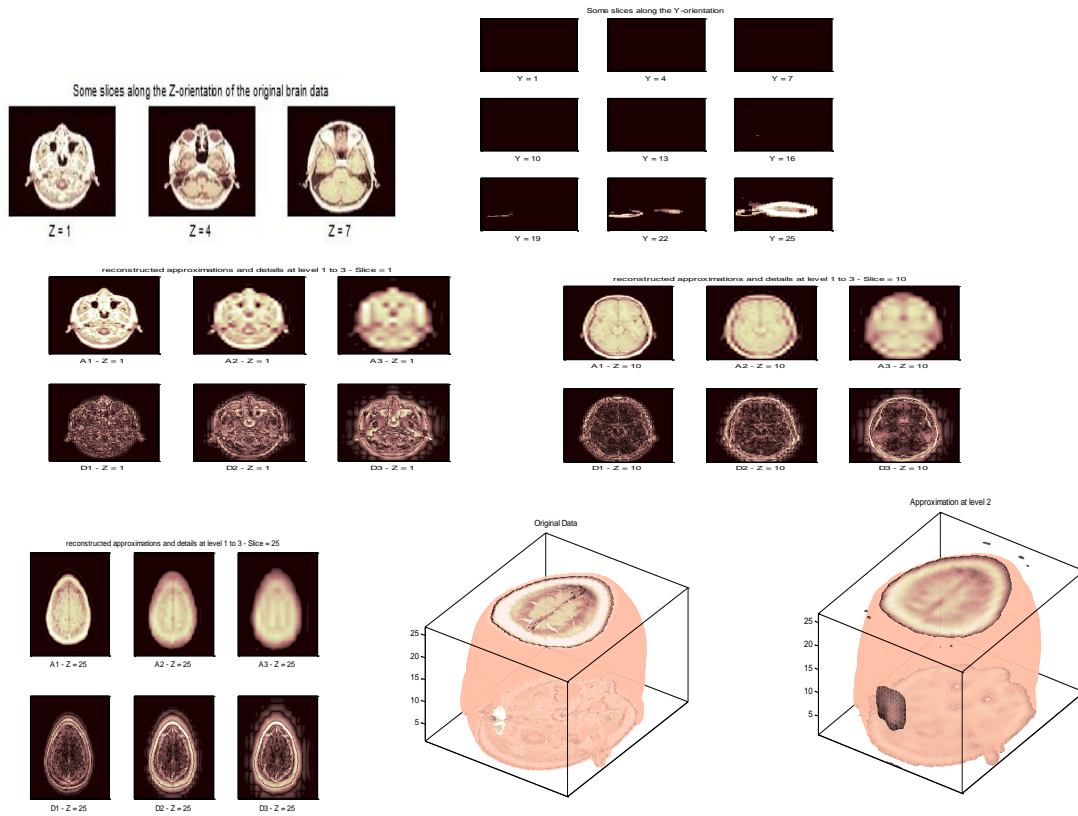 Some slices along the Y-orientation
Y = 1
Y = 4
Y = 7
Some slices along the Z-orientation of the original brain data
Y = 10
Y = 13
Y = 16
Z = 1
Z = 4
Z = 7
Y = 19
Y = 22
Y = 25
reconstructed approximations and details at level 1 to 3 - Slice = 1
A1 - Z = 1
A2 - Z = 1
A3 - Z = 1
D1 - Z = 1
D2 - Z = 1
D3 - Z = 1
reconstructed approximations and details at level 1 to 3 - Slice = 10
A1 - Z = 10
A2 - Z = 10
A3 - Z = 10
D1 - Z = 10
D2 - Z = 10
D3 - Z = 10
reconstructed approximations and details at level 1 to 3 - Slice = 25
A1 - Z = 25
A2 - Z = 25
A3 - Z = 25
D1 - Z = 25
D2 - Z = 25
D3 - Z = 25
Original Data
25
20
15
10
5
Approximation at level 2
25
20
15
10
5